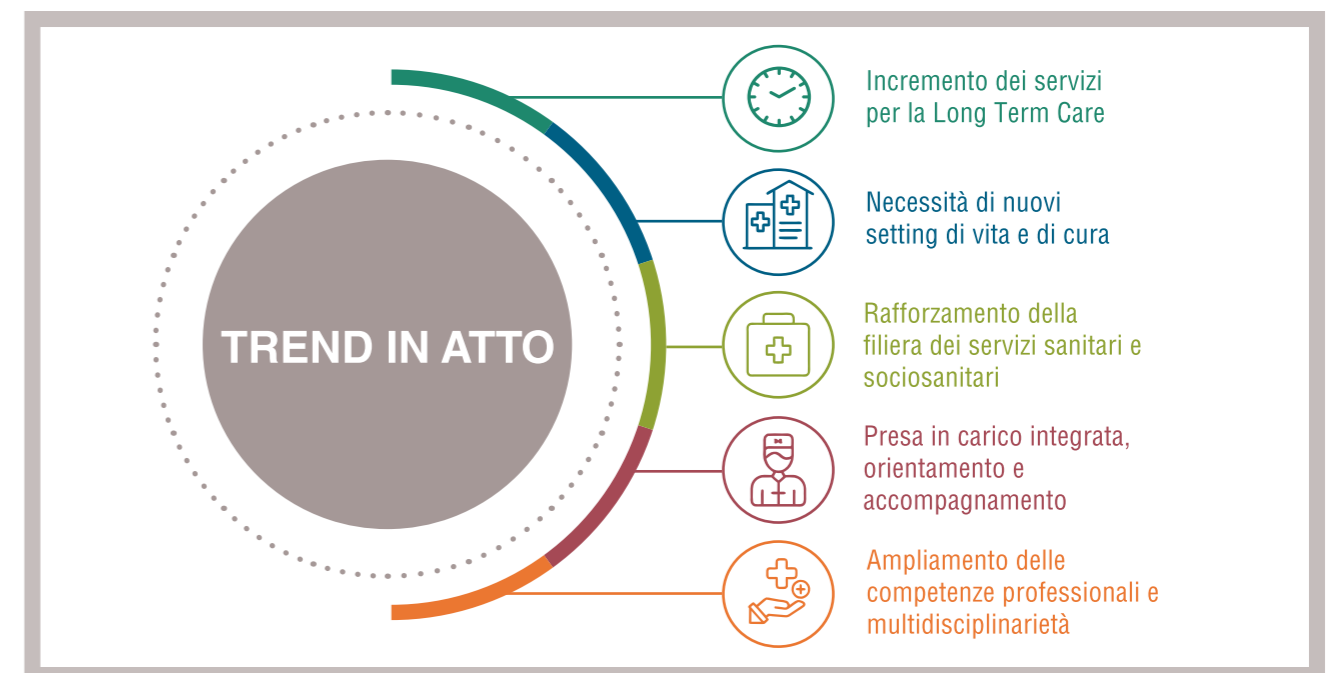 TREND IN ATTO
Incremento dei servizi
per la Long Term Care
Necessità di nuovi
setting di vita e di cura
Rafforzamento della
filiera dei servizi sanitari e
sociosanitari
Presa in carico integrata,
orientamento e
accompagnamento
Ampliamento delle
competenze professionali e
multidisciplinarietà